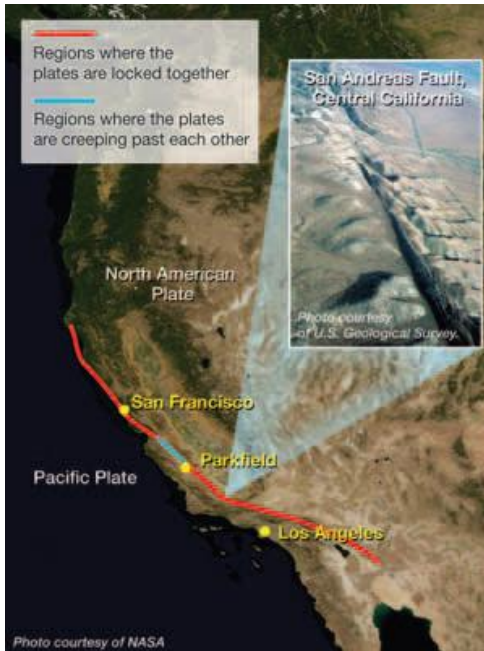 Regions where the
plates are locked together
Regions where the plates
are creeping past each other
San Andreas Fault,
Central California
Photo courtesy
of U.S. Geological Survey.
North American
Plate
San Francisco
Parkfield
Pacific Plate
Los Angeles
Photo courtesy of NASA